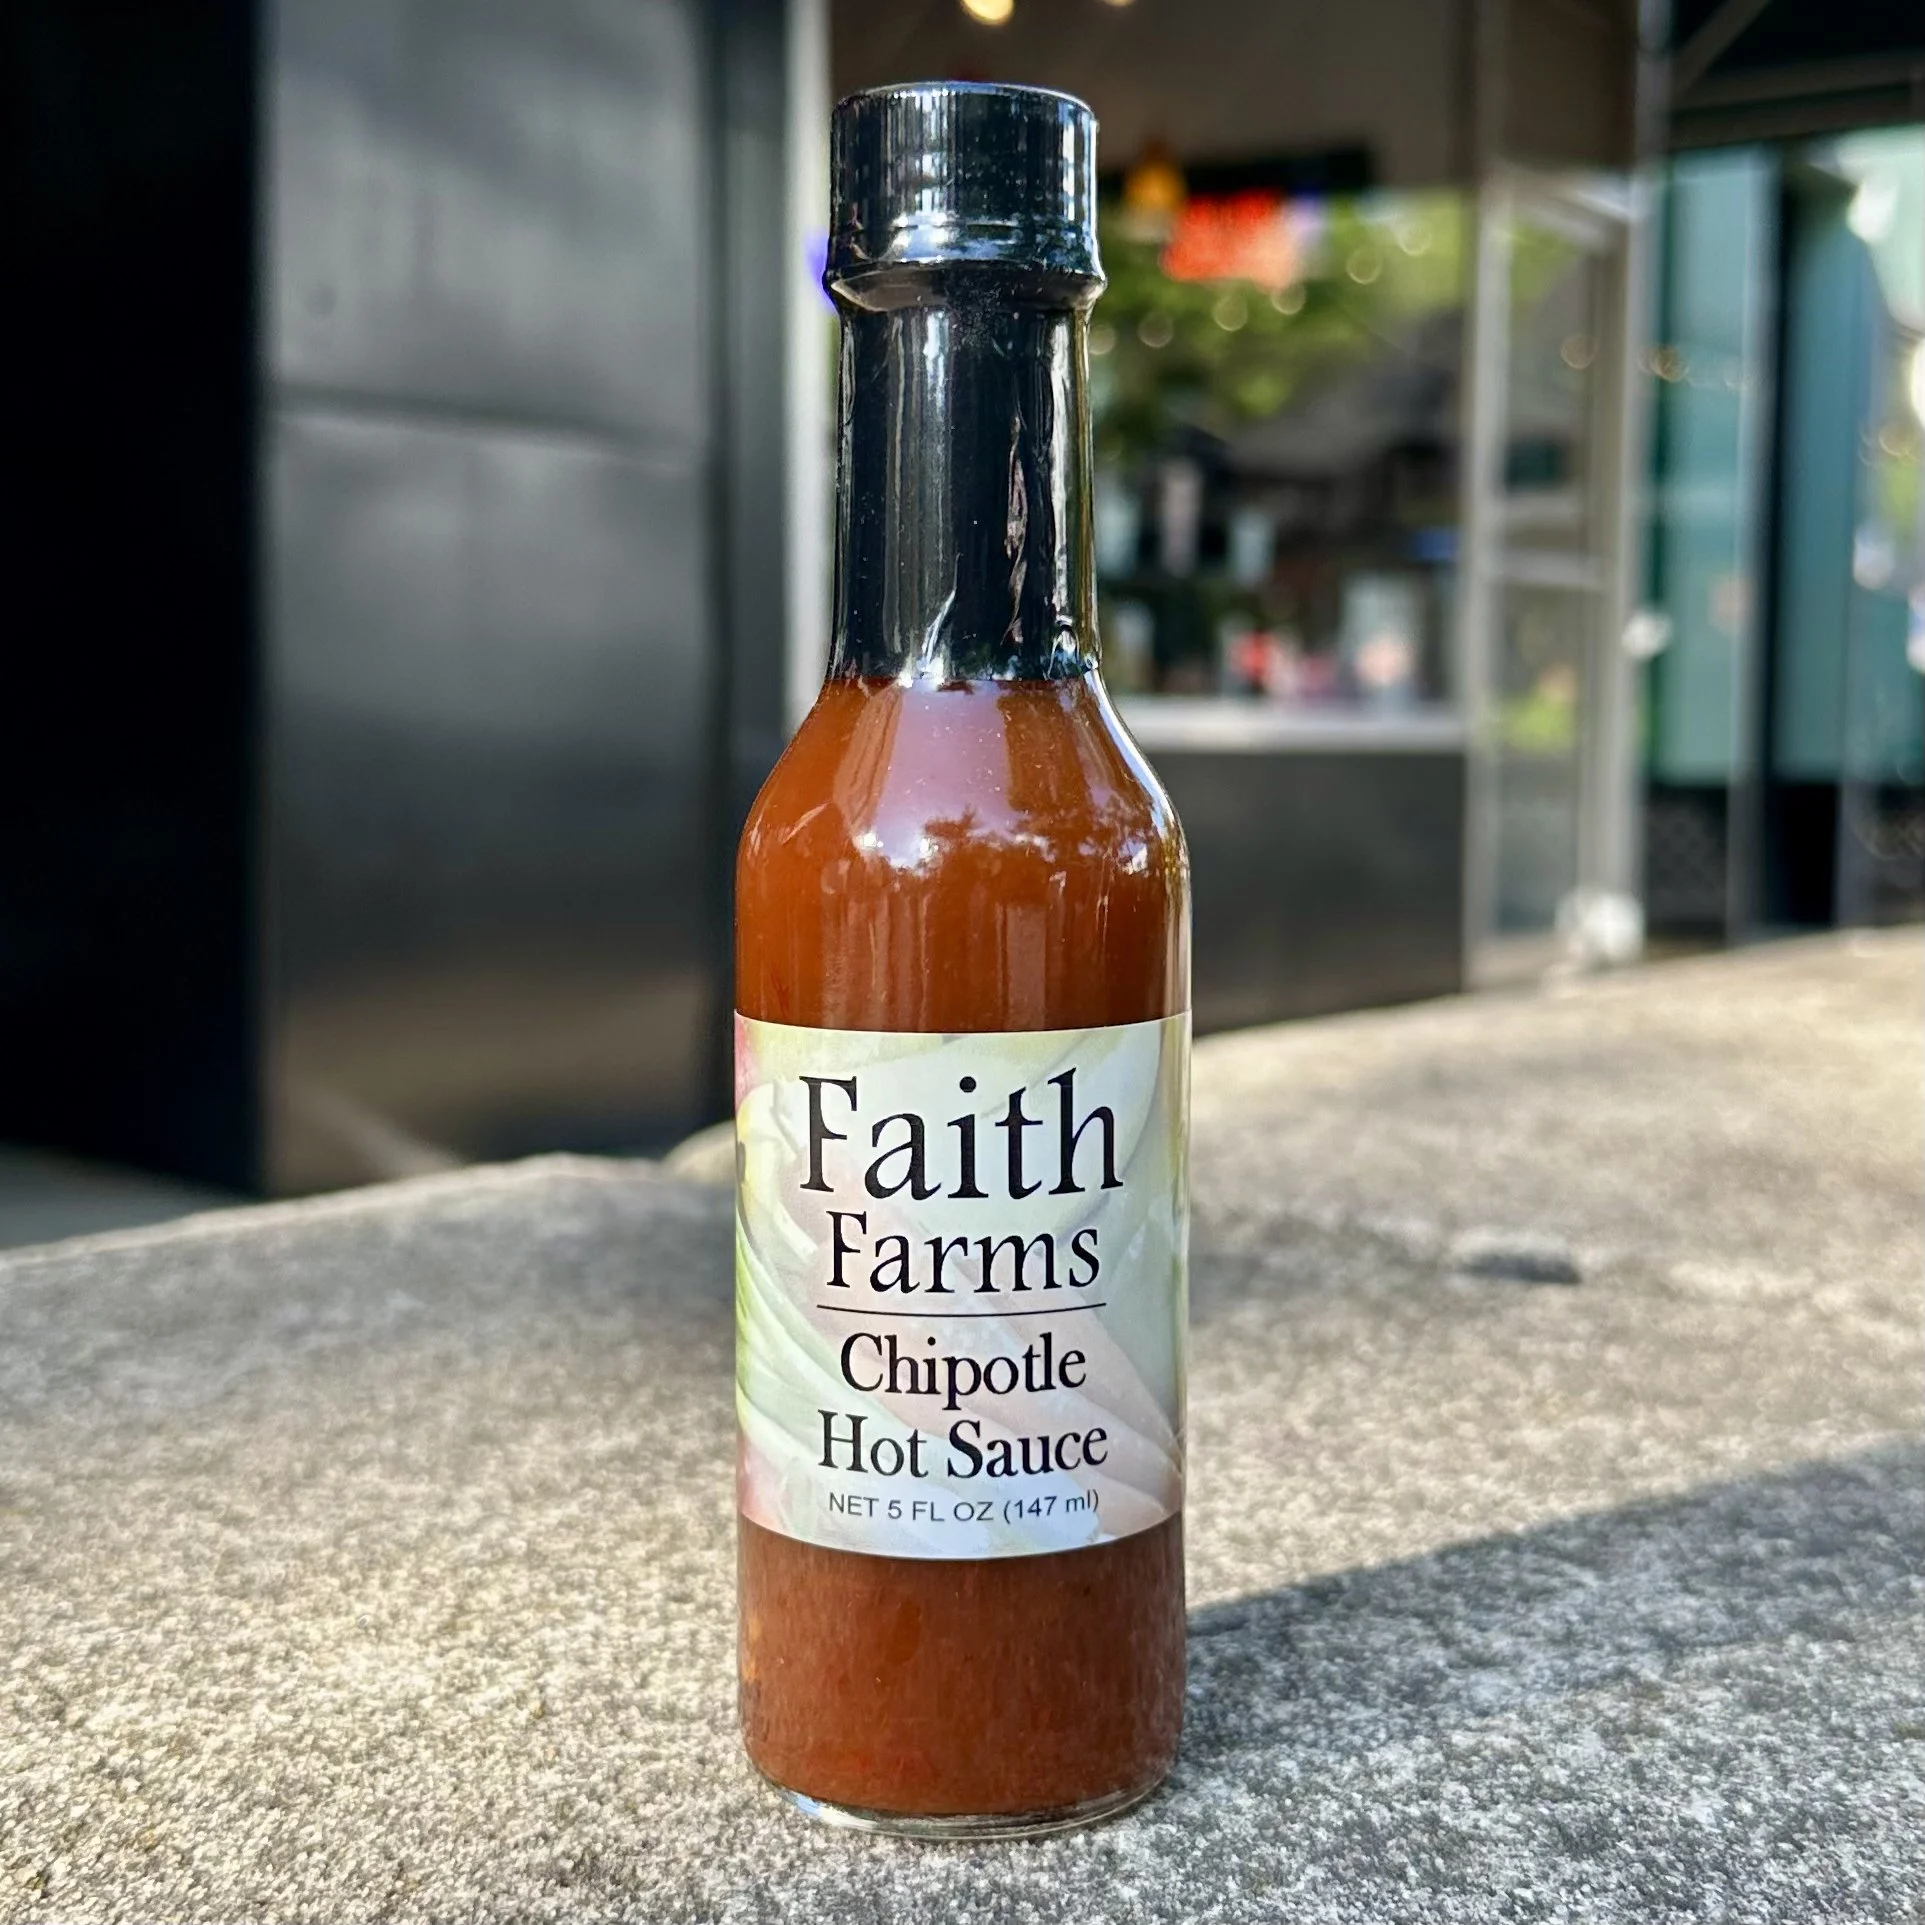 Faith
Farms
Chipotle
Hot Sauce
NET 5 FL OZ (147 ml)